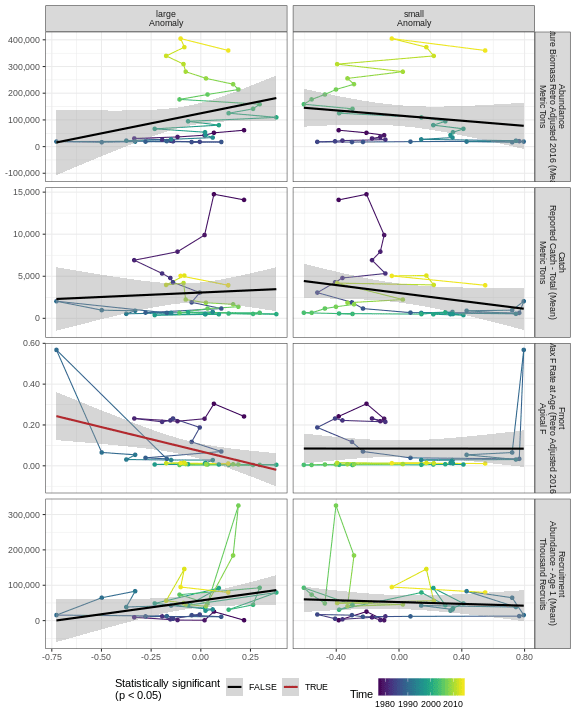 large
Anomaly
small
Anomaly
400,000
300,000
200,000
100,000
0
-100,000
Abundance
ture Biomass Retro Adjusted 2016 (Mea
Metric Tons
15,000
10,000
5,000
0
Catch
Reported Catch - Total (Mean)
Metric Tons
0.60
0.40
0.20
0.00
Fmort
Max F Rate at Age (Retro Adjusted 2016
Apical F
300,000
200,000
100,000
0
Recruitment
Abundance - Age 1 (Mean)
Thousand Recruits
-0.75 -0.50 -0.25 0.00 0.25 -0.40 0.00 0.40 0.80
Statistically significant
(p < 0.05)
FALSE TRUE
Time
1980 1990 2000 2010